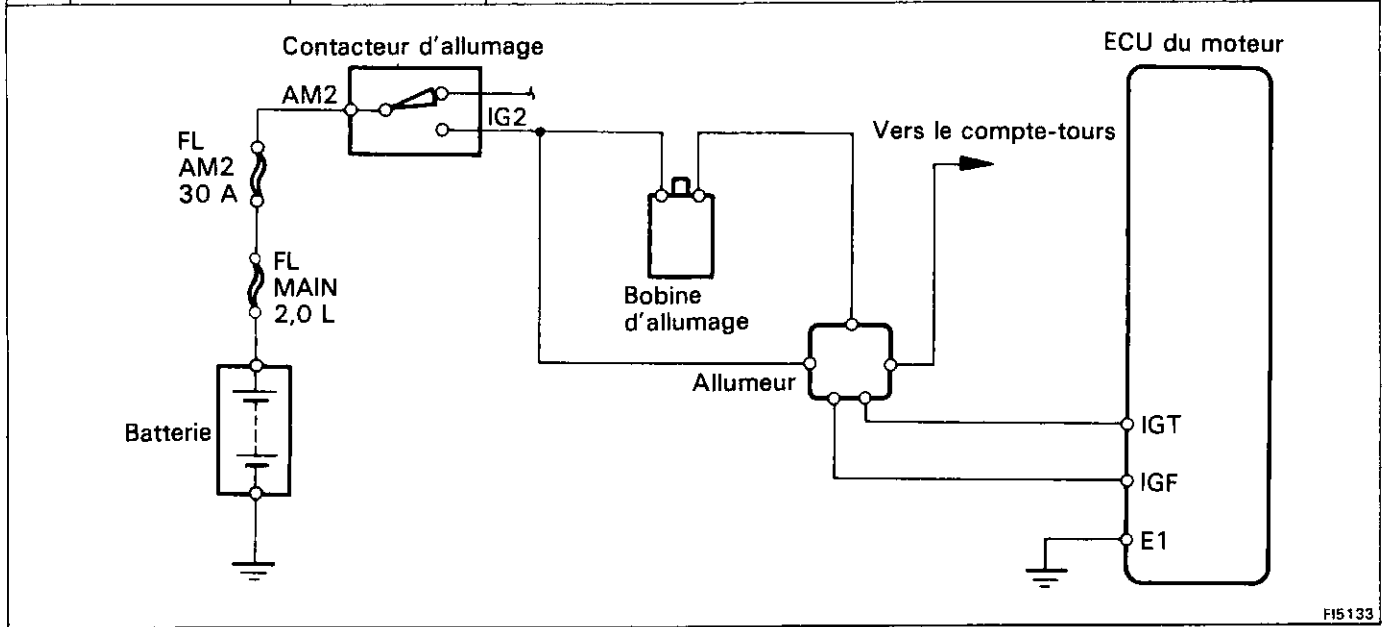 Contacteur d'allumage
ECU du moteur
AM2
IG2
Vers le compte-tours
FL
AM2
30 A
FL
MAIN
2,0 L
Bobine
d'allumage
Allumeur
Batterie
IGT
IGF
E1
FI5133